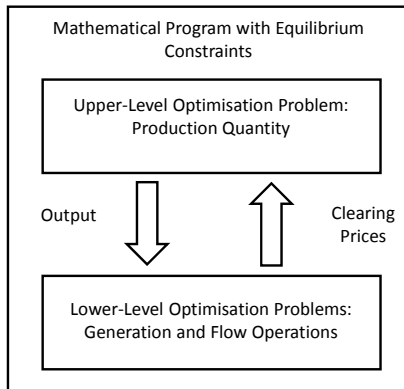 Mathematical Program with Equilibrium
Constraints
Upper-Level Optimisation Problem:
Production Quantity
Output
Clearing
Prices
Lower-Level Optimisation Problems:
Generation and Flow Operations